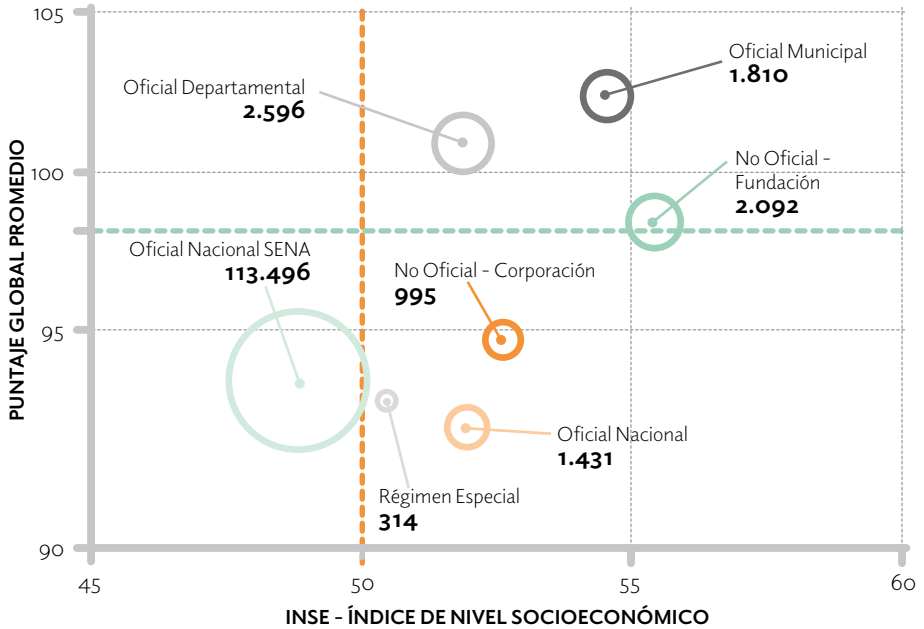 105
Oficial Municipal
1.810
Oficial Departamental
2.596
100
No Oficial –
Fundación
2.092
Oficial Nacional SENA
113.496
No Oficial – Corporación
995
95
Oficial Nacional
1.431
Régimen Especial
314
90
45
50
55
60
PUNTAJE GLOBAL PROMEDIO
INSE – ÍNDICE DE NIVEL SOCIOECONÓMICO